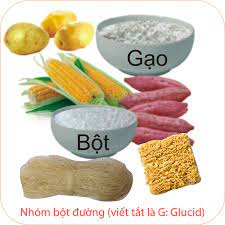 Gạo
Bột
Nhóm bột đường (viết tắt là G: Glucid)